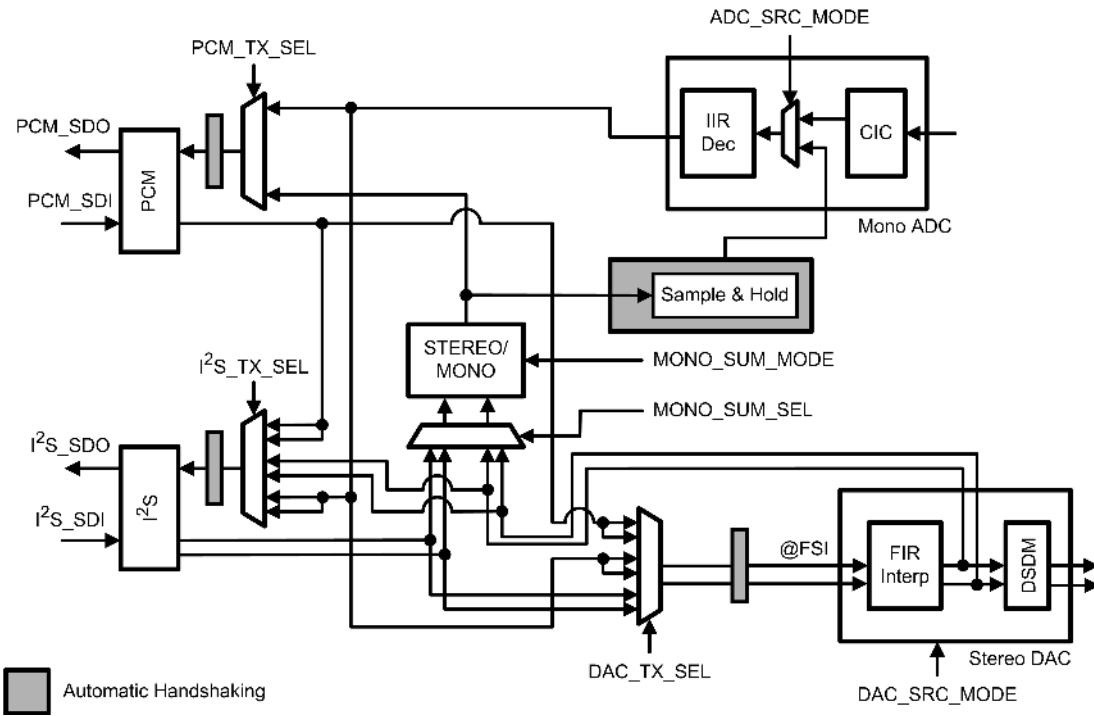 ADC_SRC_MODE
PCM_TX_SEL
PCM_SDO
IIR
Dec
CIC
PCM
PCM_SDI
Mono ADC
Sample & Hold
STEREO/
MONO
MONO_SUM_MODE
I²S_TX_SEL
MONO_SUM_SEL
I²S_SDO
I²S
I²S_SDI
@FSI
FIR
Interp
DSDM
Stereo DAC
DAC_TX_SEL
DAC_SRC_MODE
Automatic Handshaking